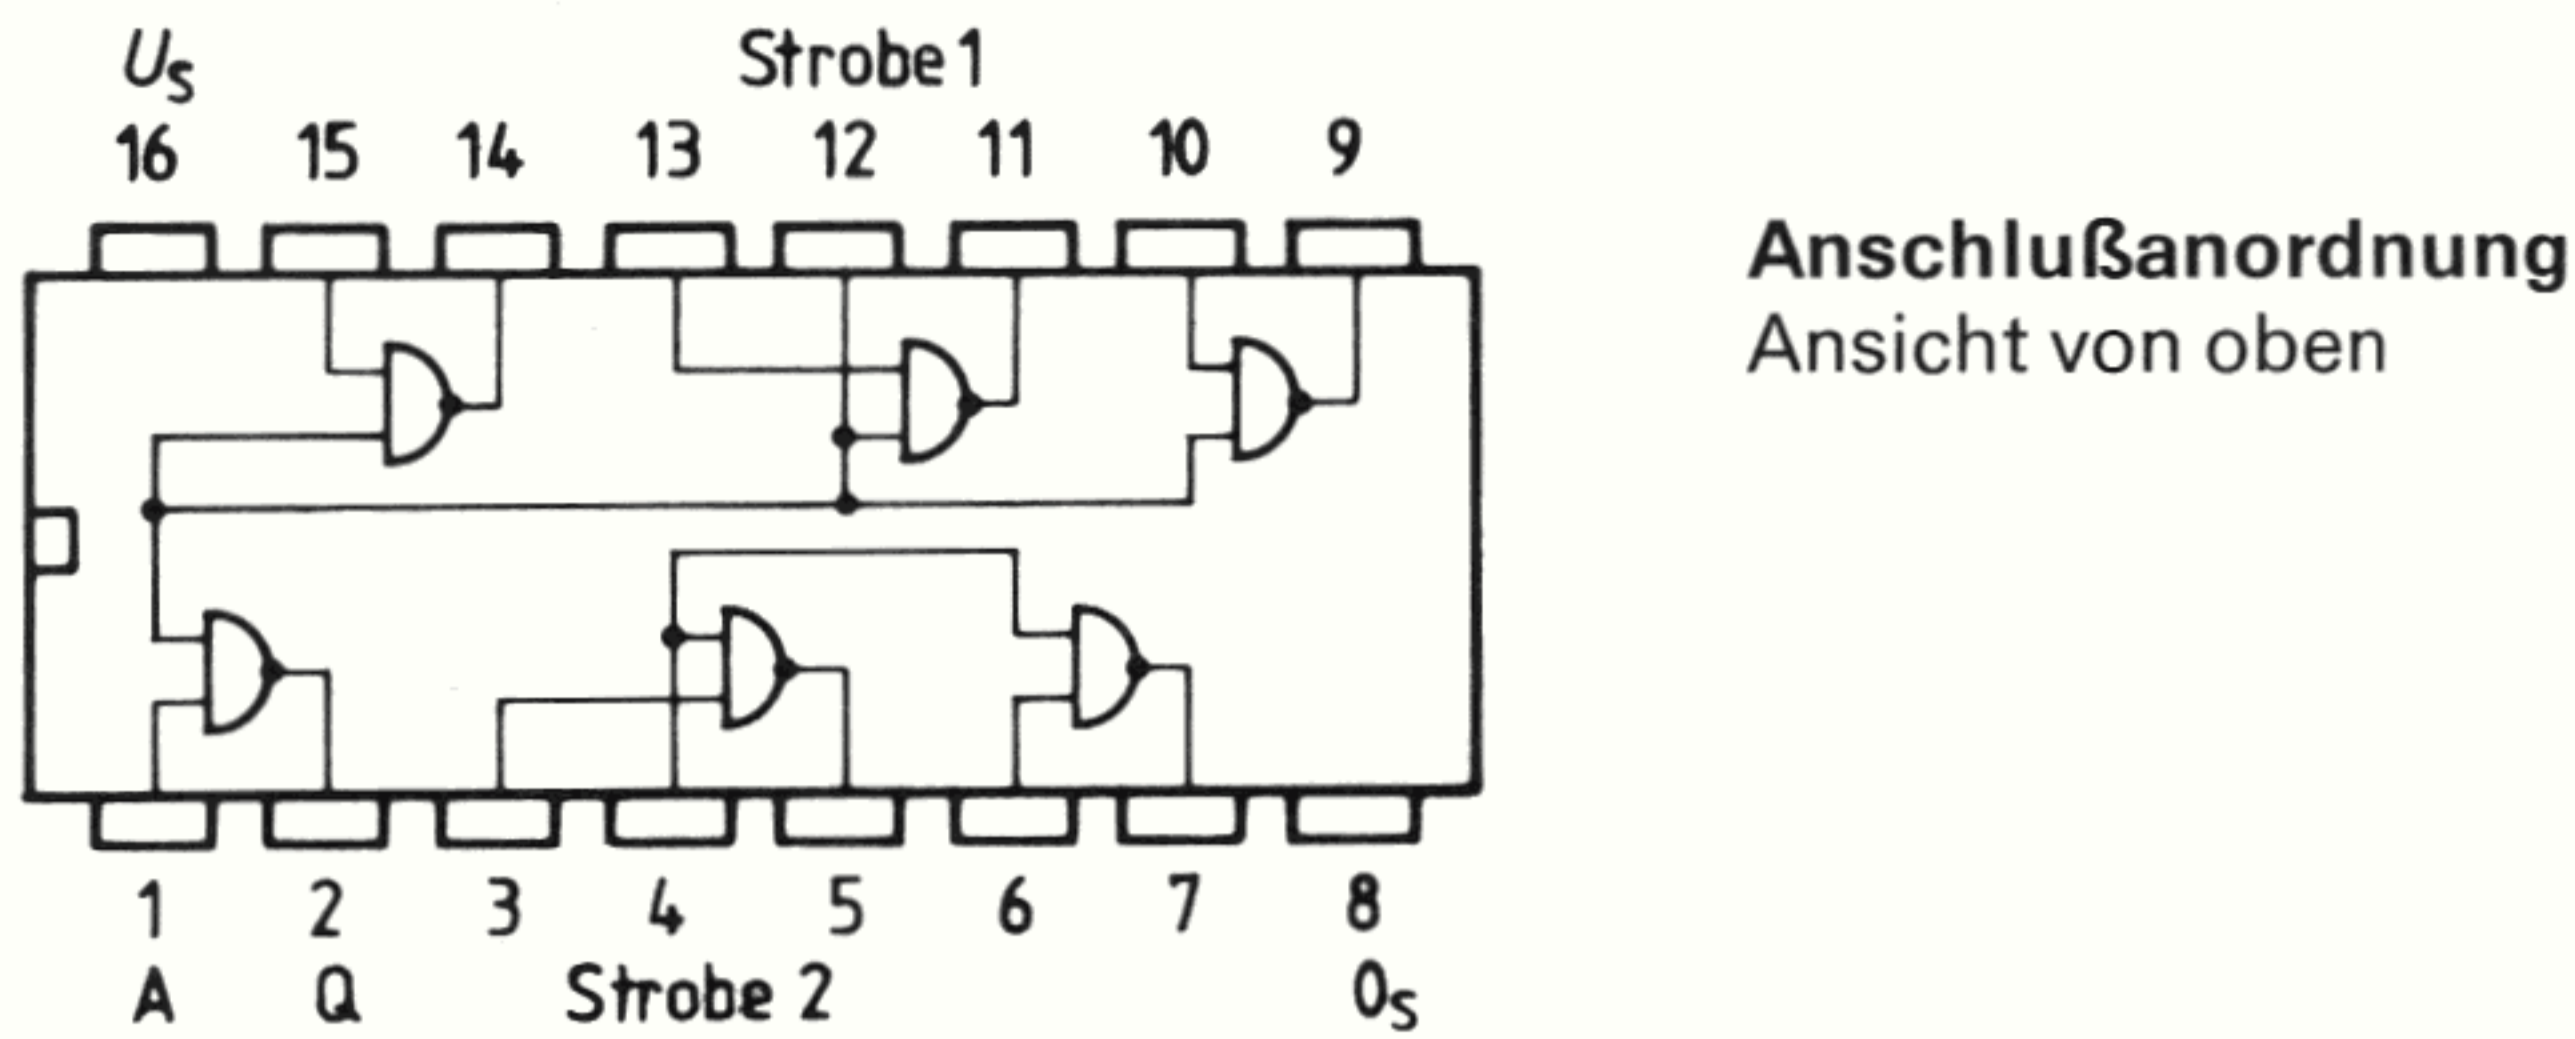 U_S Strobe 1
16 15 14 13 12 11 10 9
Anschlußanordnung
Ansicht von oben
1 2 3 4 5 6 7 8
A Q Strobe 2 0_S